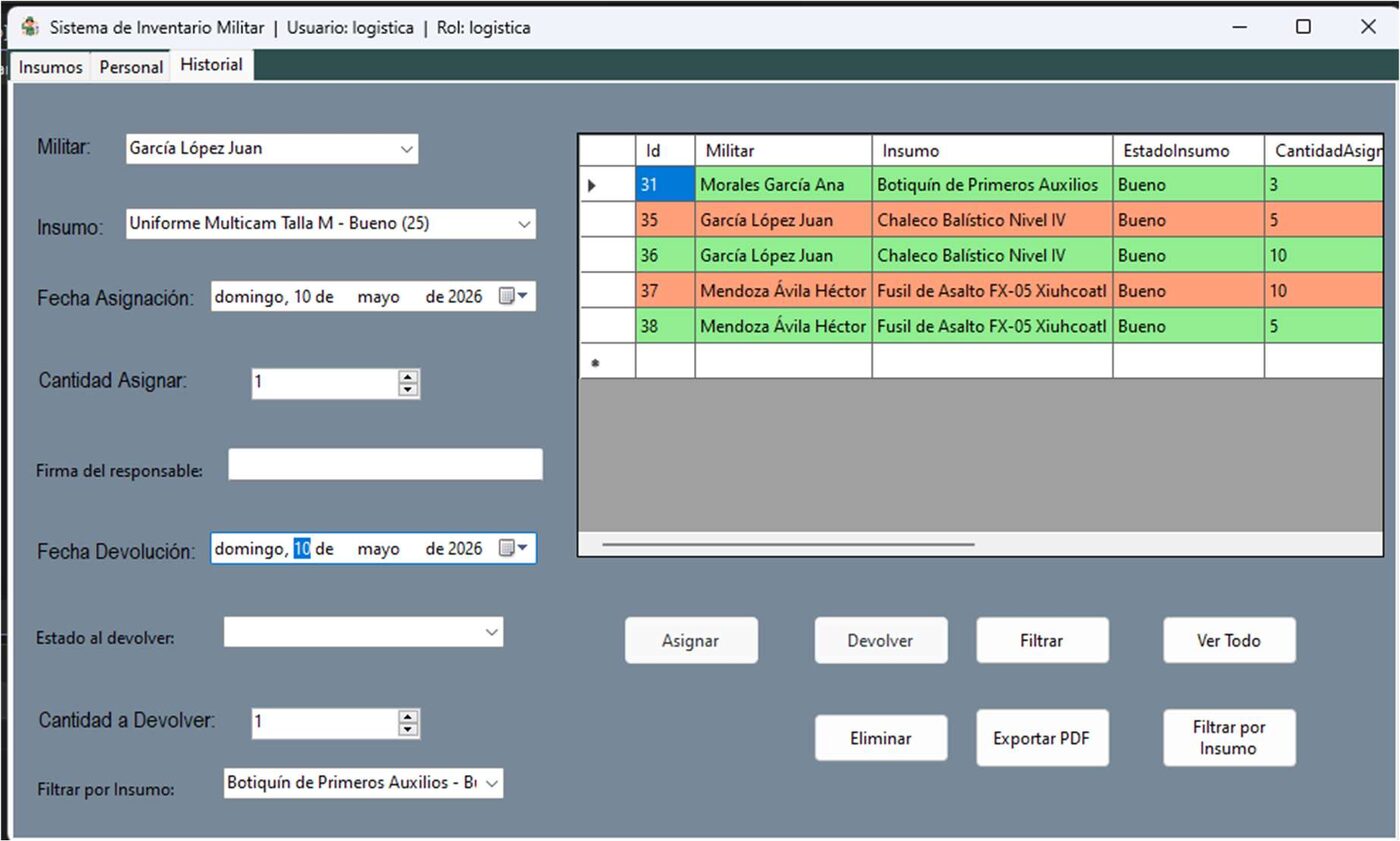 Sistema de Inventario Militar | Usuario: logistica | Rol: logistica
Insumos Personal Historial
Militar: García López Juan
Insumo: Uniforme Multicam Talla M - Bueno (25)
Fecha Asignación: domingo, 10 de mayo de 2026
Cantidad Asignar: 1
Firma del responsable:
Fecha Devolución: domingo, 10 de mayo de 2026
Estado al devolver:
Cantidad a Devolver: 1
Filtrar por Insumo: Botiquín de Primeros Auxilios - Bu
Id Militar Insumo EstadoInsumo CantidadAsign
31 Morales García Ana Botiquín de Primeros Auxilios Bueno 3
35 García López Juan Chaleco Balístico Nivel IV Bueno 5
36 García López Juan Chaleco Balístico Nivel IV Bueno 10
37 Mendoza Ávila Héctor Fusil de Asalto FX-05 Xiuhcoatl Bueno 10
38 Mendoza Ávila Héctor Fusil de Asalto FX-05 Xiuhcoatl Bueno 5
Asignar Devolver Filtrar Ver Todo
Eliminar Exportar PDF Filtrar por
Insumo